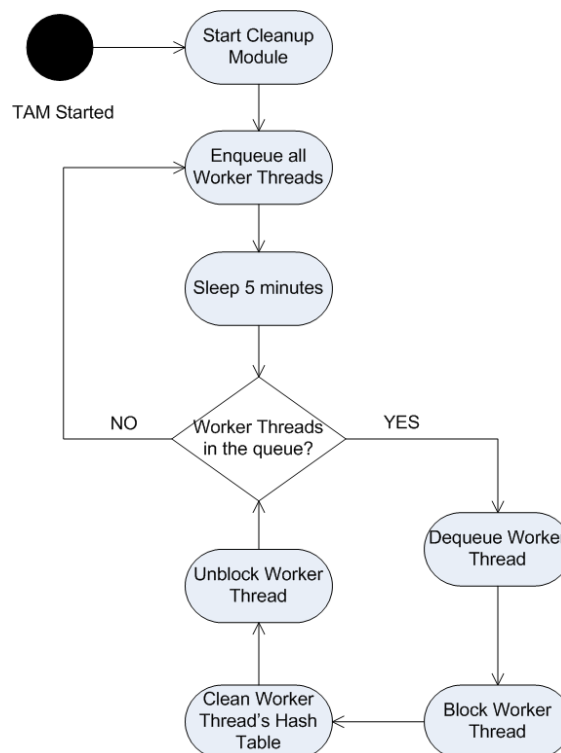 Start Cleanup
Module
TAM Started
Enqueue all
Worker Threads
Sleep 5 minutes
Worker Threads
in the queue?
NO
YES
Dequeue Worker
Thread
Unblock Worker
Thread
Clean Worker
Thread's Hash
Table
Block Worker
Thread